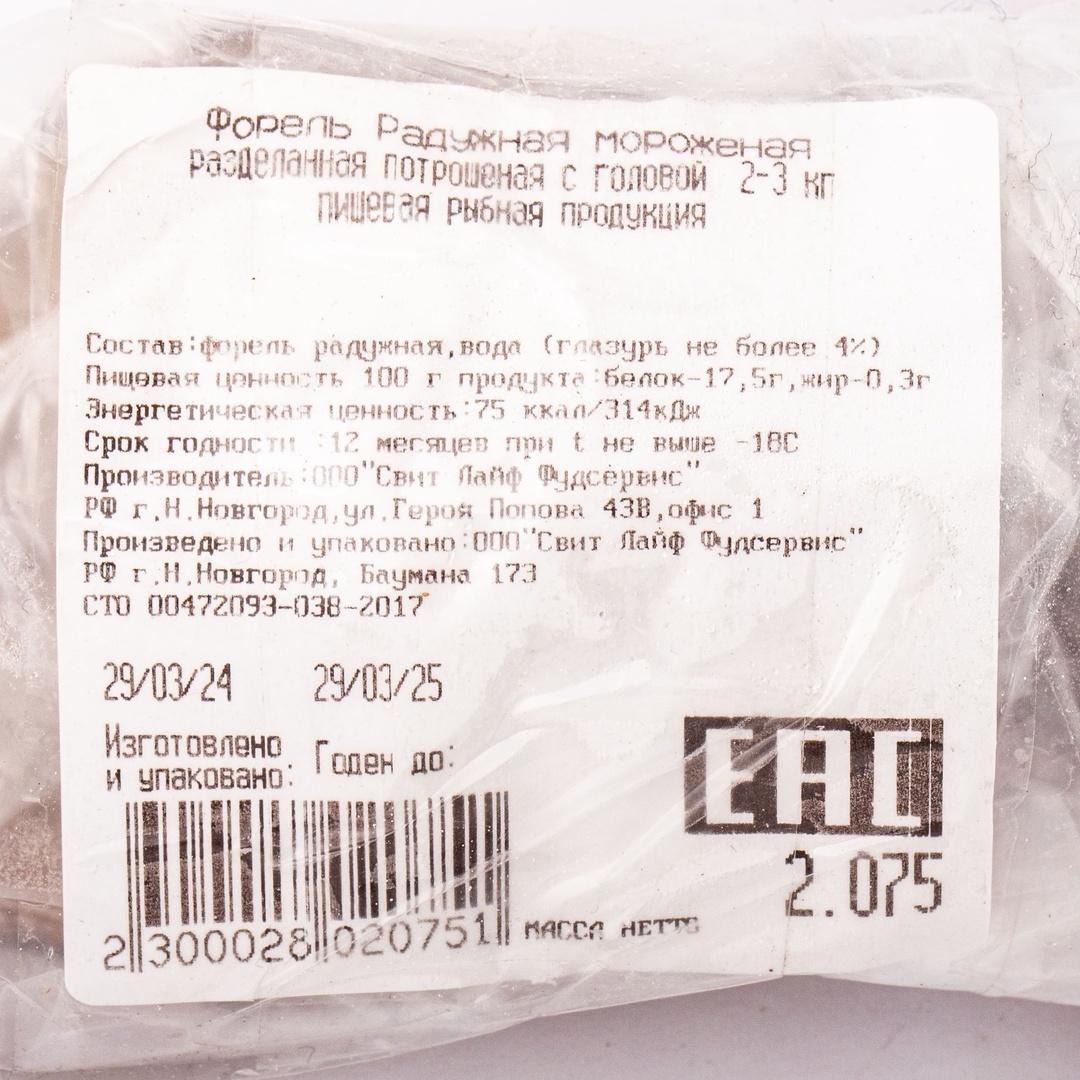 Форель Радужная мороженая
разделанная потрошеная с головой 2-3 кг
пищевая рыбная продукция
Состав:форель радужная,вода (глазурь не более 4%)
Пищевая ценность 100 г продукта:белок-17,5г,жир-0,3г
Энергетическая ценность:75 ккал/314кДж
Срок годности :12 месяцев при t не выше -18С
Производитель:ООО"Свит Лайф Фудсервис"
РФ г.Н.Новгород,ул.Героя Попова 43В,офис 1
Произведено и упаковано:ООО"Свит Лайф Фудсервис"
РФ г.Н.Новгород, Баумана 173
СТО 00472093-038-2017
29/03/24 29/03/25
Изготовлено
и упаковано: Годен до:
EAC
2.075
2 300028 020751 МАССА НЕТТО